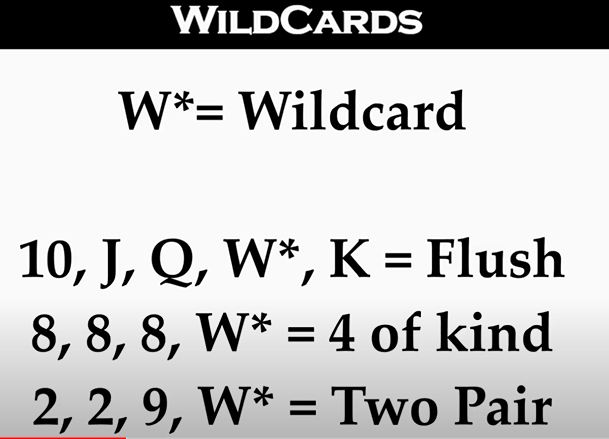 WILDCARDS
W*= Wildcard
10, J, Q, W*, K = Flush
8, 8, 8, W* = 4 of kind
2, 2, 9, W* = Two Pair